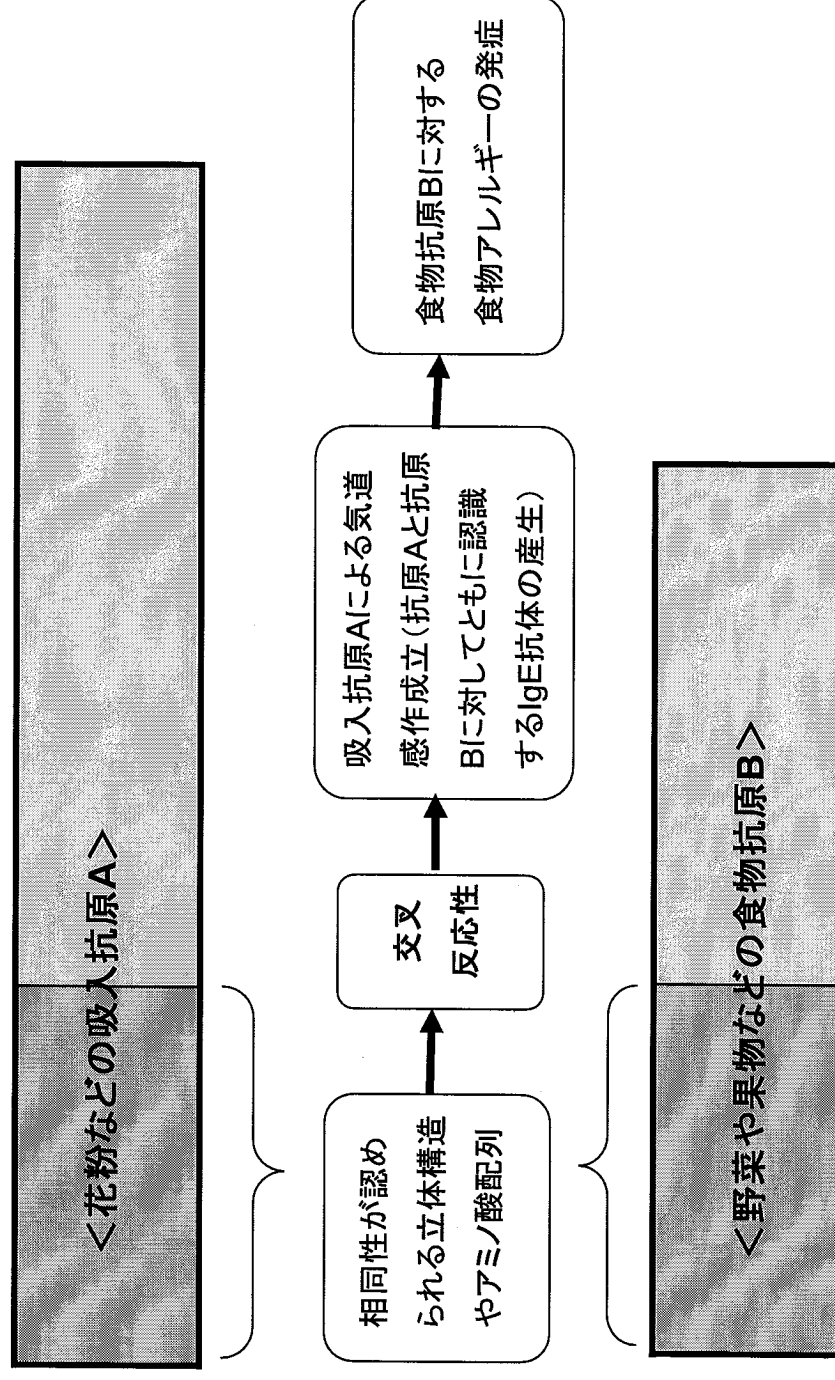 <花粉などの吸入抗原A>
相同性が認め
られる立体構造
やアミノ酸配列
交叉
反応性
吸入抗原Aによる気道
感作成立(抗原Aと抗原
Bに対してともに認識
するIgE抗体の産生)
食物抗原Bに対する
食物アレルギーの発症
<野菜や果物などの食物抗原B>